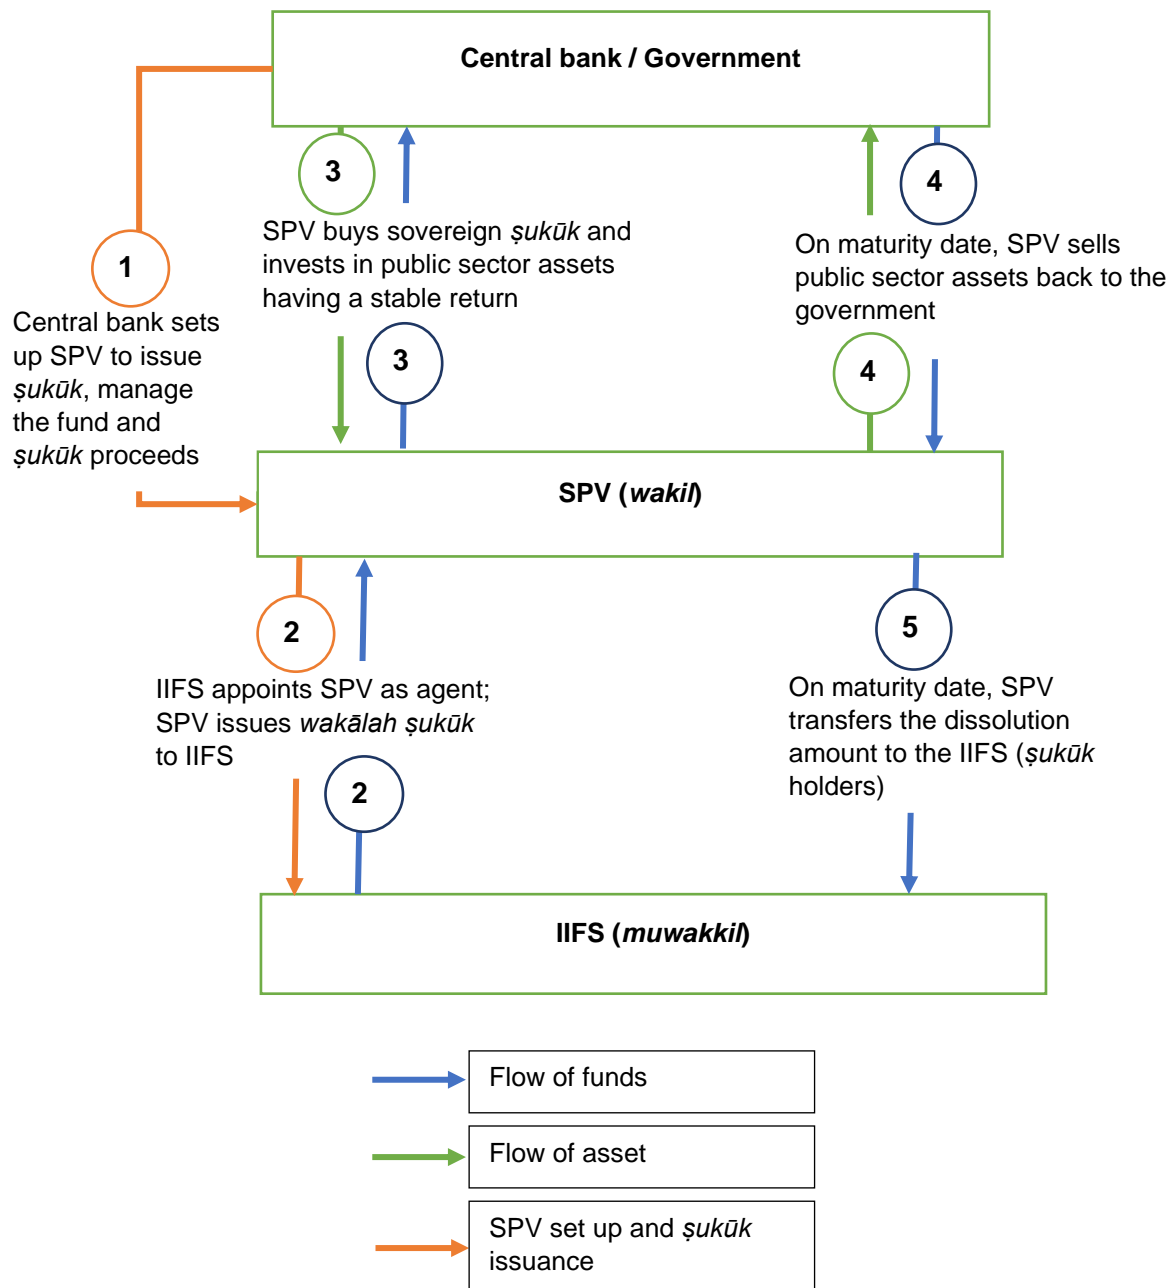 Central bank / Government
3
4
SPV buys sovereign ṣukūk and
invests in public sector assets
having a stable return
On maturity date, SPV sells
public sector assets back to the
government
1
Central bank sets
up SPV to issue
ṣukūk, manage
the fund and
ṣukūk proceeds
3
4
SPV (wakil)
2
5
IIFS appoints SPV as agent;
SPV issues wakālah ṣukūk
to IIFS
On maturity date, SPV
transfers the dissolution
amount to the IIFS (ṣukūk
holders)
2
IIFS (muwakkil)
Flow of funds
Flow of asset
SPV set up and ṣukūk
issuance